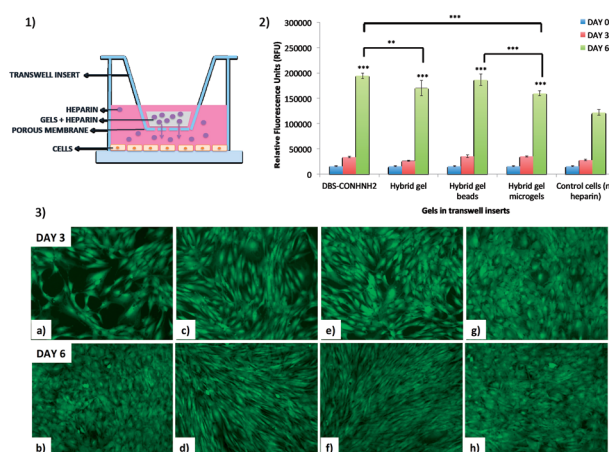 1)
TRANSWELL INSERT
HEPARIN
GELS + HEPARIN
POROUS MEMBRANE
CELLS
2)
Relative Fluorescence Units (RFU)
300000
250000
200000
150000
100000
50000
0
***
**
***
***
***
***
***
DAY 0
DAY 3
DAY 6
DBS-CONHNH2
Hybrid gel
Hybrid gel
beads
Hybrid gel
microgels
Control cells (n
heparin)
Gels in transwell inserts
3)
DAY 3
a)
c)
e)
g)
DAY 6
b)
d)
f)
h)